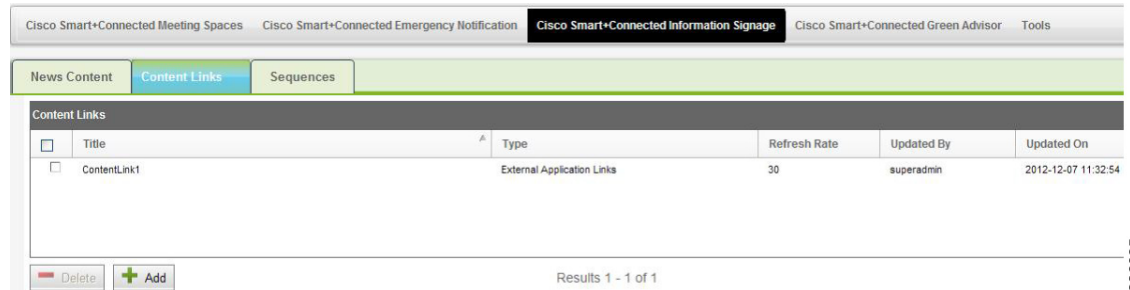 Cisco Smart+Connected Meeting Spaces Cisco Smart+Connected Emergency Notification Cisco Smart+Connected Information Signage Cisco Smart+Connected Green Advisor Tools
News Content Content Links Sequences
Content Links
Title Type Refresh Rate Updated By Updated On
ContentLink1 External Application Links 30 superadmin 2012-12-07 11:32:54
Delete Add Results 1 - 1 of 1